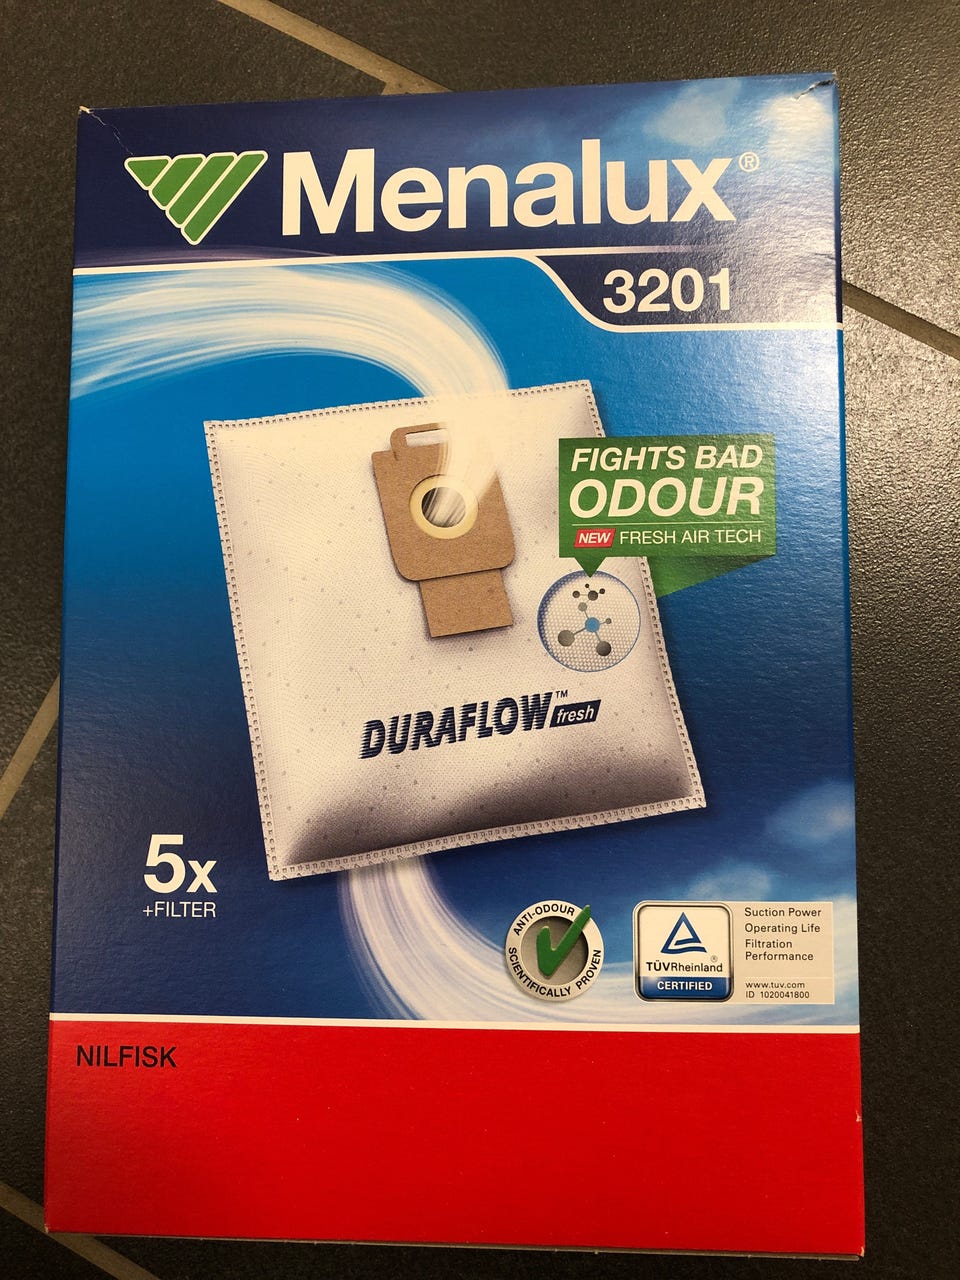 Menalux®
3201
FIGHTS BAD
ODOUR
NEW FRESH AIR TECH
DURAFLOW™ fresh
5x
+FILTER
ANTI-ODOUR
SCIENTIFICALLY PROVEN
TÜVRheinland®
CERTIFIED
Suction Power
Operating Life
Filtration
Performance
www.tuv.com
ID 1020041800
NILFISK